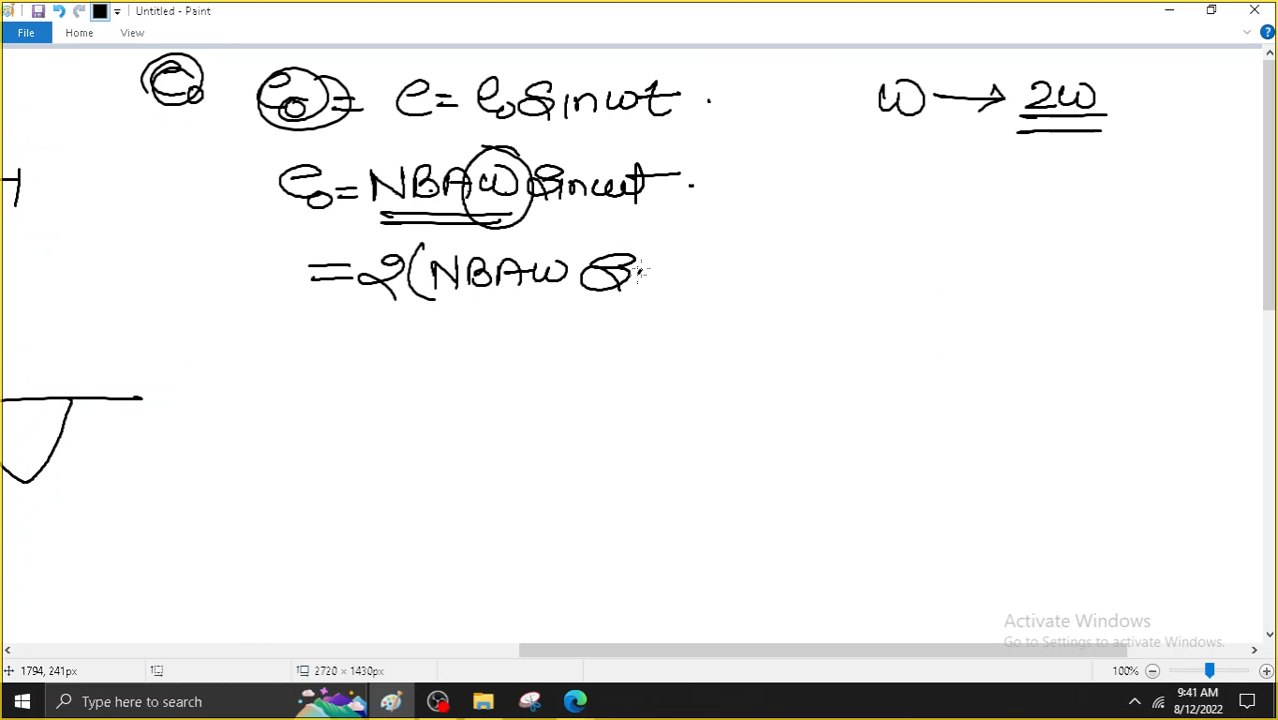 Untitled - Paint
File Home View
e₀ e₀ = e = e₀ Sinωt . ω → 2ω
e₀ = NBAω Sinωt .
= 2(NBAω S
Activate Windows
Go to Settings to activate Windows.
1794, 241px 2720 × 1430px 100%
Type here to search 9:41 AM
8/12/2022